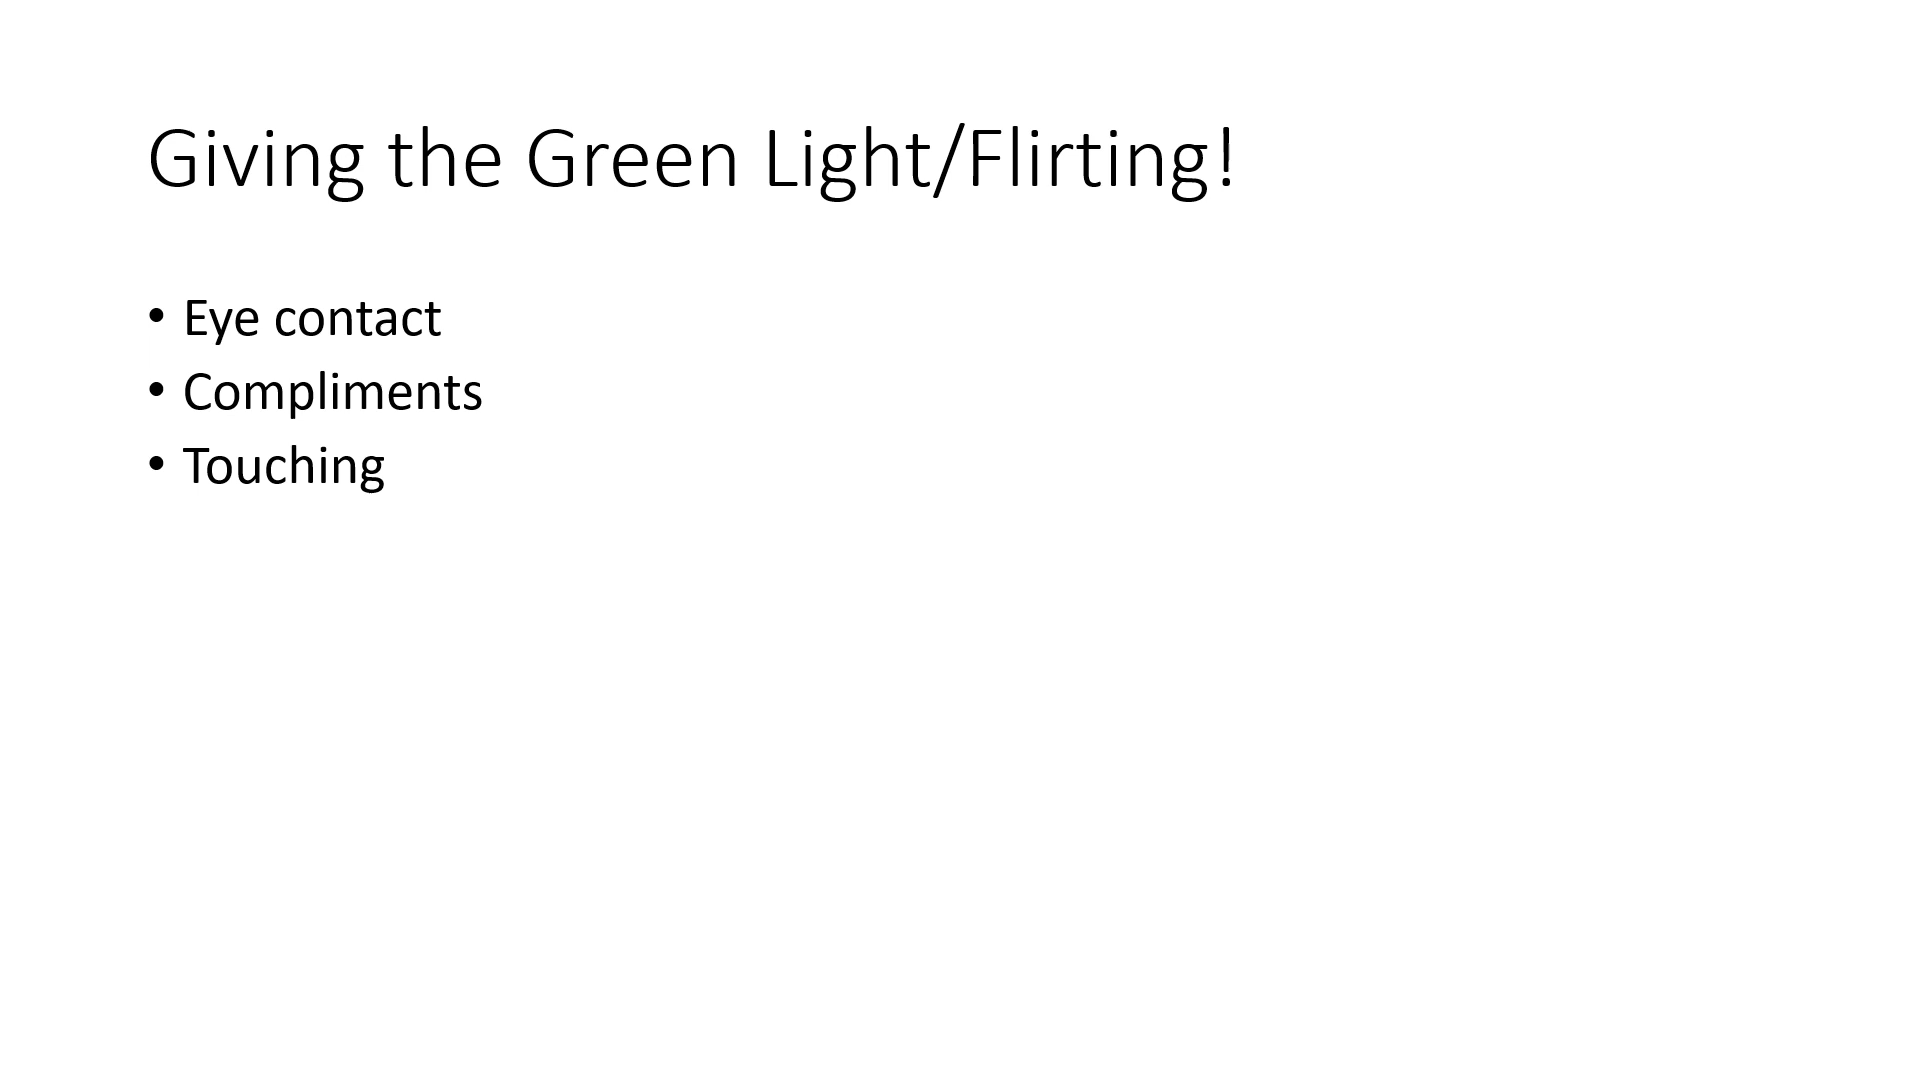 Giving the Green Light/Flirting!
• Eye contact
• Compliments
• Touching